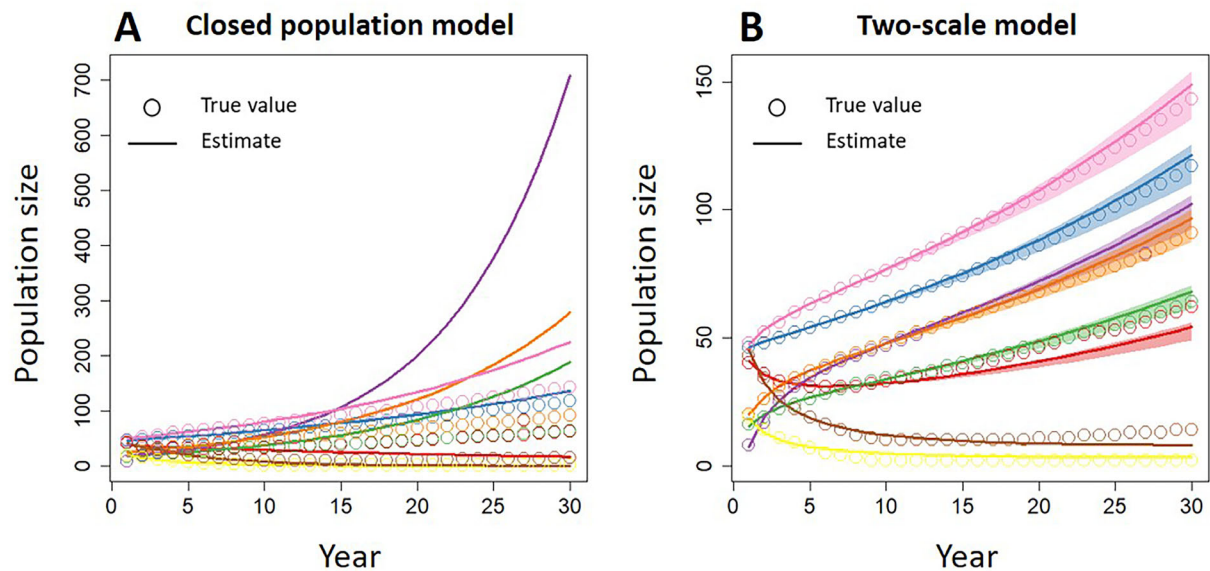 A Closed population model
True value
Estimate
Population size
700
600
500
400
300
200
100
0
0 5 10 15 20 25 30
Year
B Two-scale model
True value
Estimate
Population size
150
100
50
0
0 5 10 15 20 25 30
Year